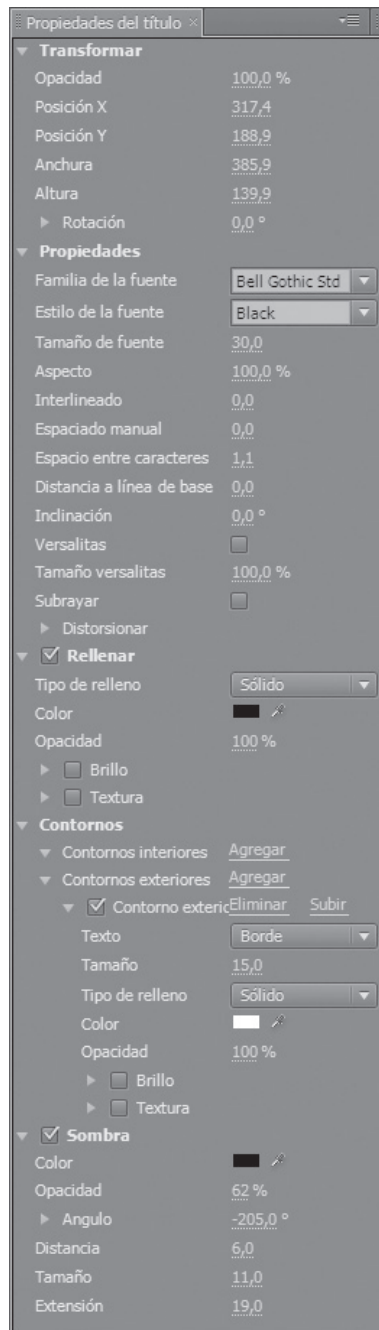 Propiedades del título ×
Transformar
Opacidad 100,0 %
Posición X 317,4
Posición Y 188,9
Anchura 385,9
Altura 139,9
Rotación 0,0 °
Propiedades
Familia de la fuente Bell Gothic Std
Estilo de la fuente Black
Tamaño de fuente 30,0
Aspecto 100,0 %
Interlineado 0,0
Espaciado manual 0,0
Espacio entre caracteres 1,1
Distancia a línea de base 0,0
Inclinación 0,0 °
Versalitas
Tamaño versalitas 100,0 %
Subrayar
Distorsionar
Rellenar
Tipo de relleno Sólido
Color
Opacidad 100 %
Brillo
Textura
Contornos
Contornos interiores Agregar
Contornos exteriores Agregar
Contorno exteric Eliminar Subir
Texto Borde
Tamaño 15,0
Tipo de relleno Sólido
Color
Opacidad 100 %
Brillo
Textura
Sombra
Color
Opacidad 62 %
Angulo -205,0 °
Distancia 6,0
Tamaño 11,0
Extensión 19,0